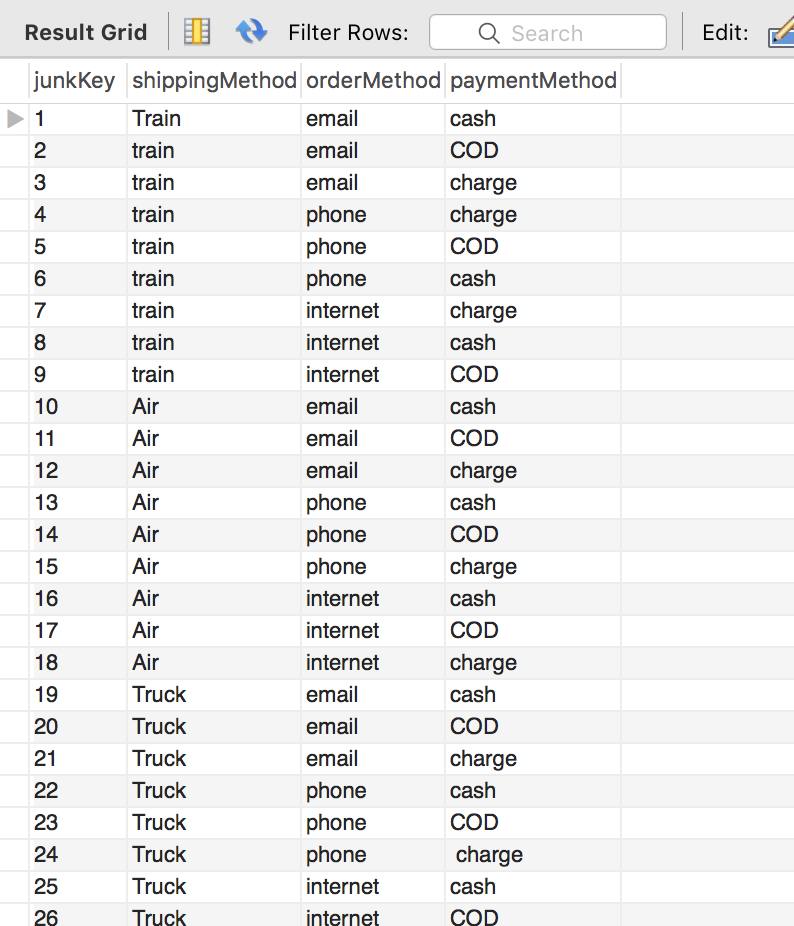 Result Grid Filter Rows: Search Edit:
junkKey shippingMethod orderMethod paymentMethod
1 Train email cash
2 train email COD
3 train email charge
4 train phone charge
5 train phone COD
6 train phone cash
7 train internet charge
8 train internet cash
9 train internet COD
10 Air email cash
11 Air email COD
12 Air email charge
13 Air phone cash
14 Air phone COD
15 Air phone charge
16 Air internet cash
17 Air internet COD
18 Air internet charge
19 Truck email cash
20 Truck email COD
21 Truck email charge
22 Truck phone cash
23 Truck phone COD
24 Truck phone charge
25 Truck internet cash
26 Truck internet COD